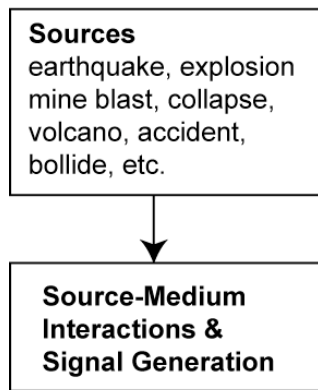 Sources
earthquake, explosion
mine blast, collapse,
volcano, accident,
bollide, etc.
Source-Medium
Interactions &
Signal Generation